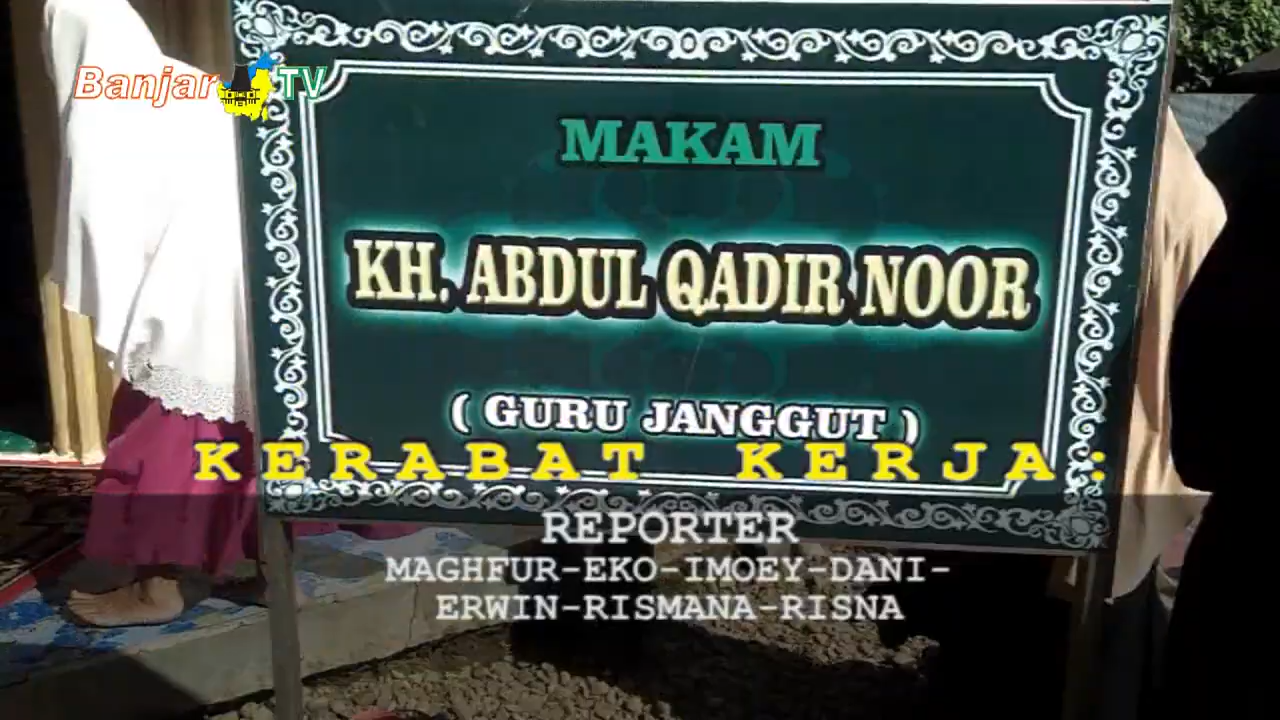 Banjar TV
MAKAM
KH. ABDUL QADIR NOOR
( GURU JANGGUT )
KERABAT KERJA:
REPORTER
MAGHFUR-EKO-IMOEY-DANI-
ERWIN-RISMANA-RISNA